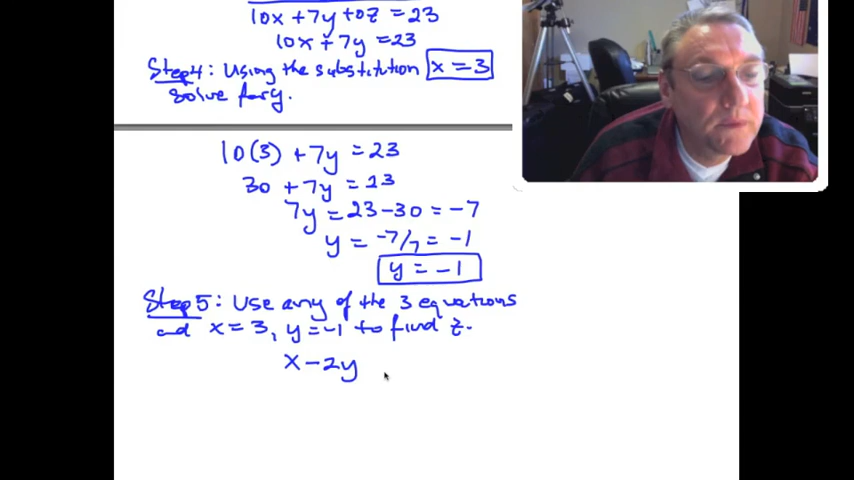 10x + 7y + 0z = 23
10x + 7y = 23
Step 4: Using the substitution x = 3
solve for y.
10(3) + 7y = 23
30 + 7y = 23
7y = 23 - 30 = -7
y = -7/7 = -1
y = -1
Step 5: Use any of the 3 equations
and x = 3, y = -1 to find z.
x - 2y